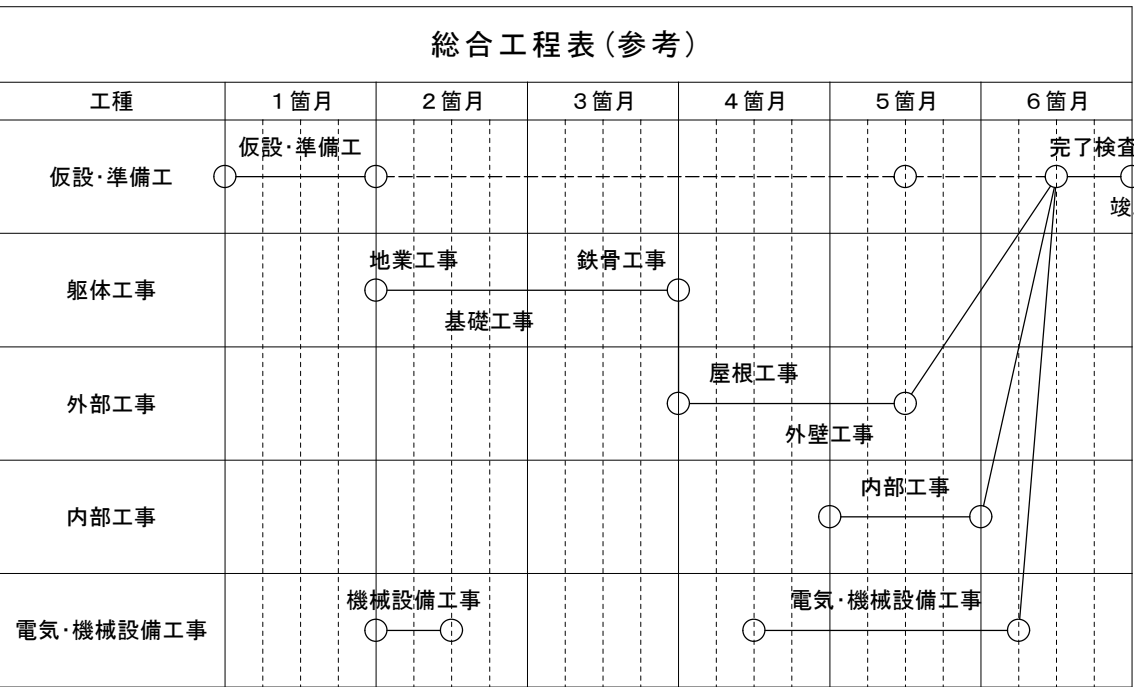 総合工程表(参考)
工種 1箇月 2箇月 3箇月 4箇月 5箇月 6箇月
仮設・準備工 仮設・準備工 完了検査
竣
躯体工事 地業工事 鉄骨工事
基礎工事
外部工事 屋根工事
外壁工事
内部工事 内部工事
電気・機械設備工事 機械設備工事 電気・機械設備工事